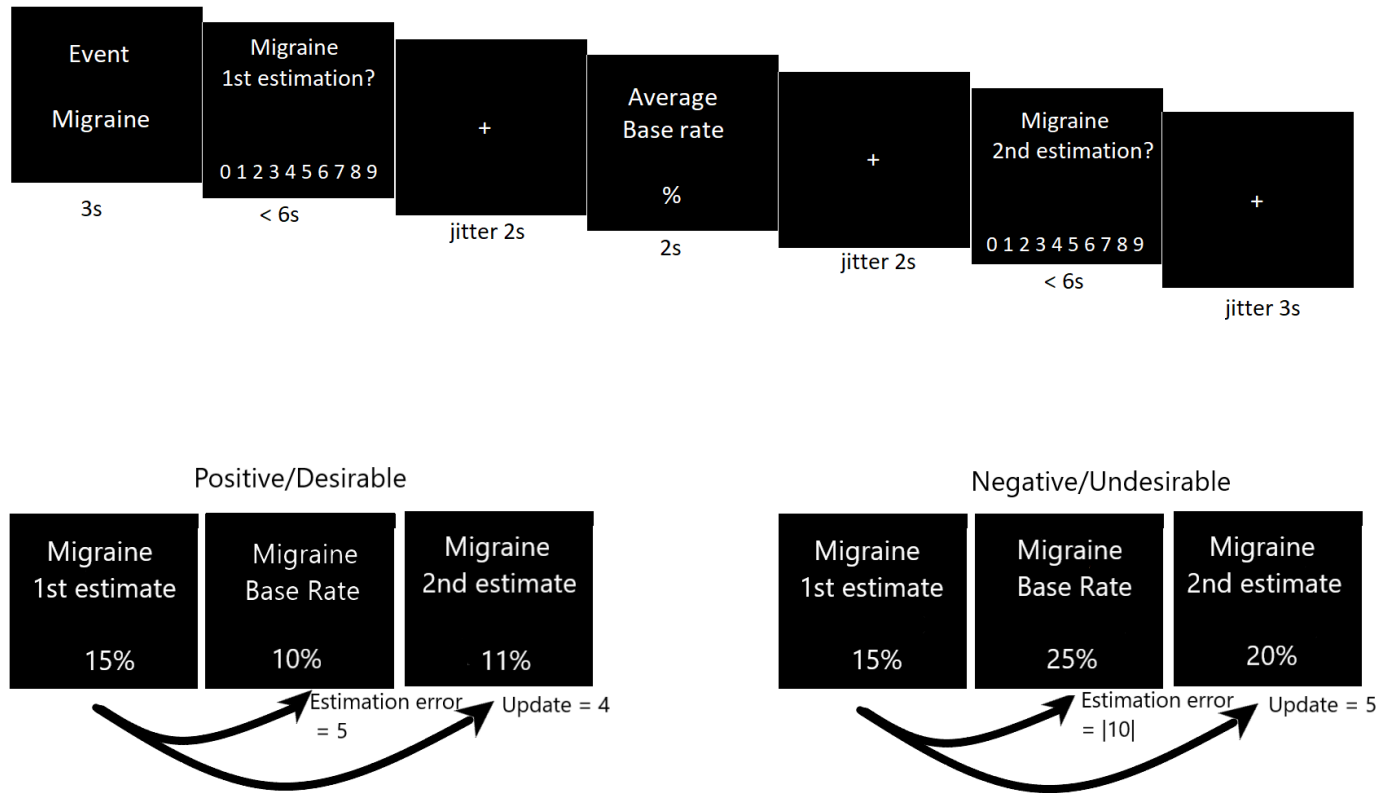 Event
Migraine
3s
Migraine
1st estimation?
0 1 2 3 4 5 6 7 8 9
< 6s
+
jitter 2s
Average
Base rate
%
2s
+
jitter 2s
Migraine
2nd estimation?
0 1 2 3 4 5 6 7 8 9
< 6s
+
jitter 3s
Positive/Desirable
Migraine
1st estimate
15%
Migraine
Base Rate
10%
Migraine
2nd estimate
11%
Estimation error
= 5
Update = 4
Negative/Undesirable
Migraine
1st estimate
15%
Migraine
Base Rate
25%
Migraine
2nd estimate
20%
Estimation error
= |10|
Update = 5